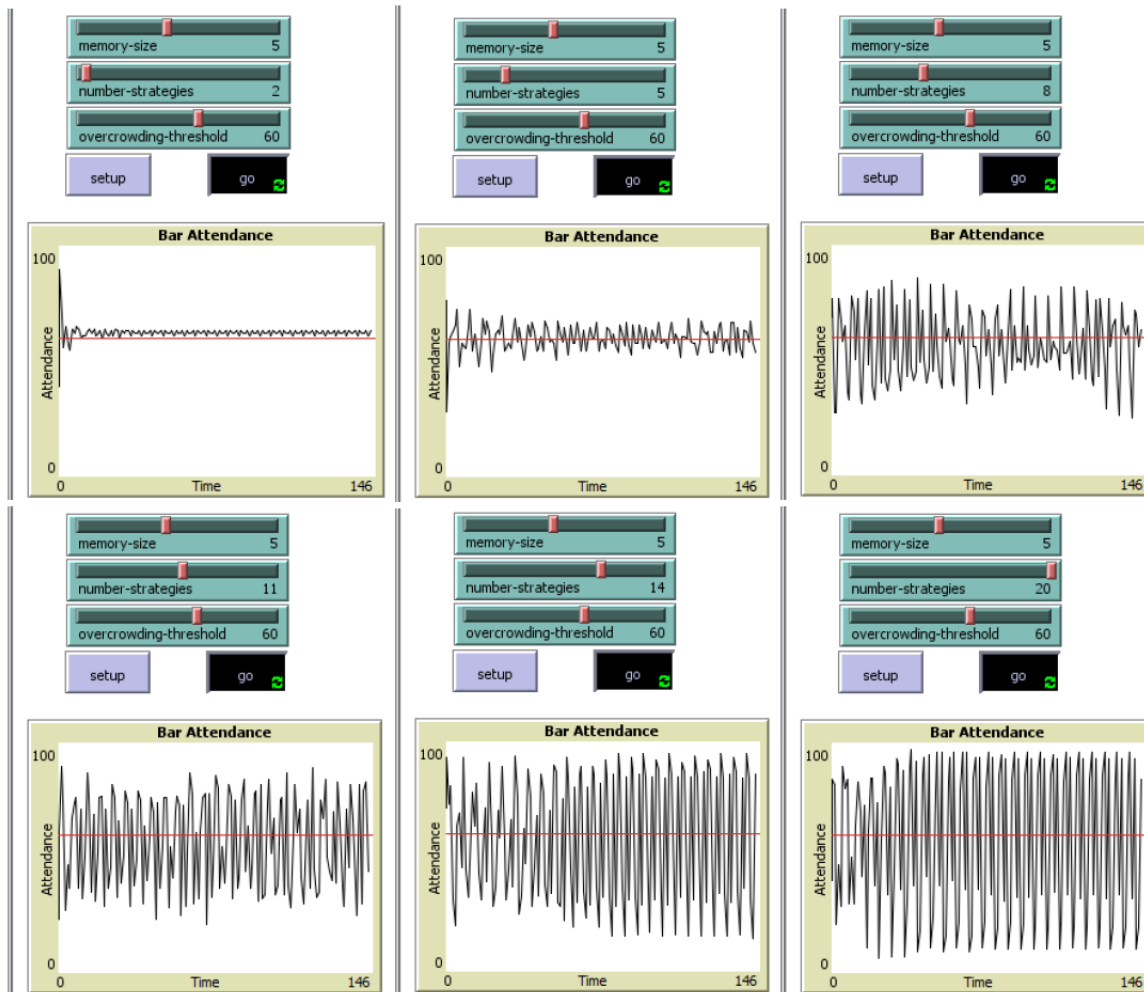 memory-size 5
number-strategies 2
overcrowding-threshold 60
setup go
Bar Attendance
100
Attendance
0
0 Time 146
memory-size 5
number-strategies 5
overcrowding-threshold 60
setup go
Bar Attendance
100
Attendance
0
0 Time 146
memory-size 5
number-strategies 8
overcrowding-threshold 60
setup go
Bar Attendance
100
Attendance
0
0 Time 146
memory-size 5
number-strategies 11
overcrowding-threshold 60
setup go
Bar Attendance
100
Attendance
0
0 Time 146
memory-size 5
number-strategies 14
overcrowding-threshold 60
setup go
Bar Attendance
100
Attendance
0
0 Time 146
memory-size 5
number-strategies 20
overcrowding-threshold 60
setup go
Bar Attendance
100
Attendance
0
0 Time 146